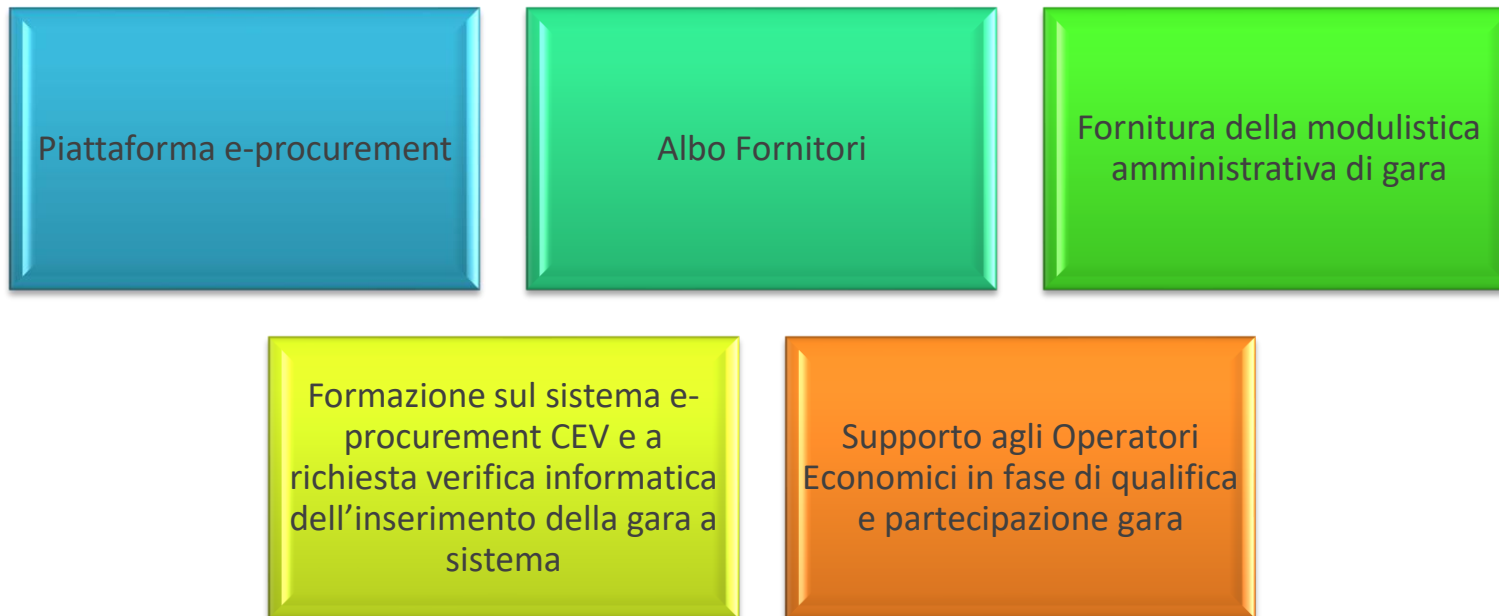 Piattaforma e-procurement
Albo Fornitori
Fornitura della modulistica
amministrativa di gara
Formazione sul sistema e-
procurement CEV e a
richiesta verifica informatica
dell’inserimento della gara a
sistema
Supporto agli Operatori
Economici in fase di qualifica
e partecipazione gara